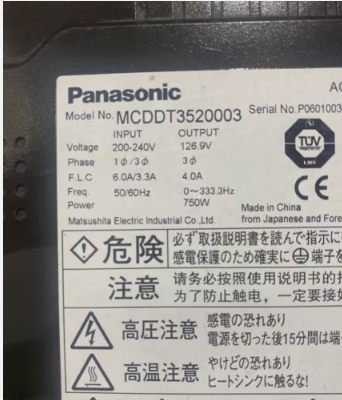 Panasonic
AC
Model No. MCDDT3520003 Serial No. P0601003
INPUT OUTPUT
Voltage 200-240V 126.9V
Phase 1ϕ/3ϕ 3ϕ
F.L.C 6.0A/3.3A 4.0A
Freq. 50/60Hz 0~333.3Hz
Power 750W
TÜV
CE
Made in China
Matsushita Electric Industrial Co.,Ltd. from Japanese and Fore
危険
必ず取扱説明書を読んで指示に
感電保護のため確実に端子を
注意
请务必按照使用说明书的
为了防止触电，一定要接
高圧注意
感電の恐れあり
電源を切った後15分間は端
高温注意
やけどの恐れあり
ヒートシンクに触るな!